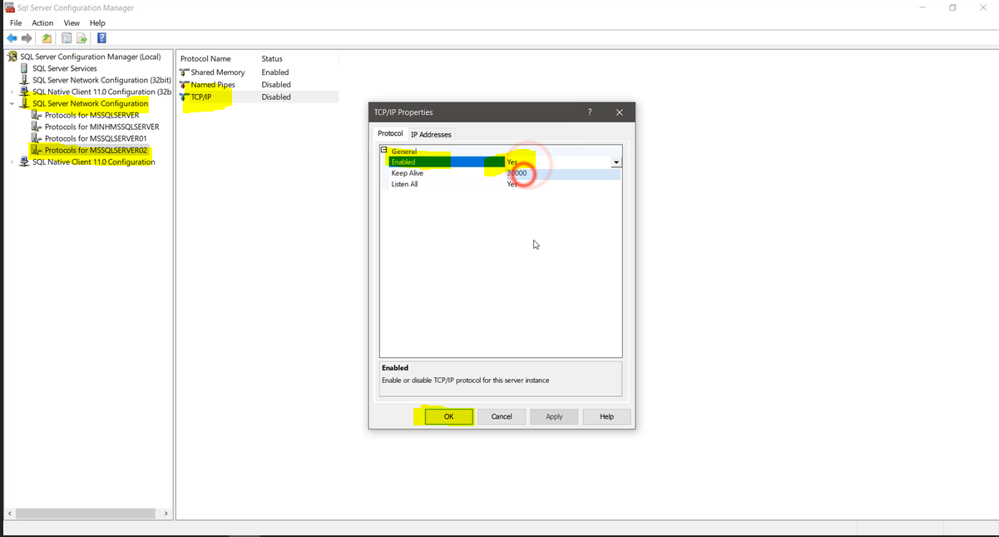 Sql Server Configuration Manager
File Action View Help
SQL Server Configuration Manager (Local)
SQL Server Services
SQL Server Network Configuration (32bit)
SQL Native Client 11.0 Configuration (32b
SQL Server Network Configuration
Protocols for MSSQLSERVER
Protocols for MINHMSSQLSERVER
Protocols for MSSQLSERVER01
Protocols for MSSQLSERVER02
SQL Native Client 11.0 Configuration
Protocol Name Status
Shared Memory Enabled
Named Pipes Disabled
TCP/IP Disabled
TCP/IP Properties
Protocol IP Addresses
General
Enabled Yes
Keep Alive 30000
Listen All Yes
Enabled
Enable or disable TCP/IP protocol for this server instance
OK Cancel Apply Help